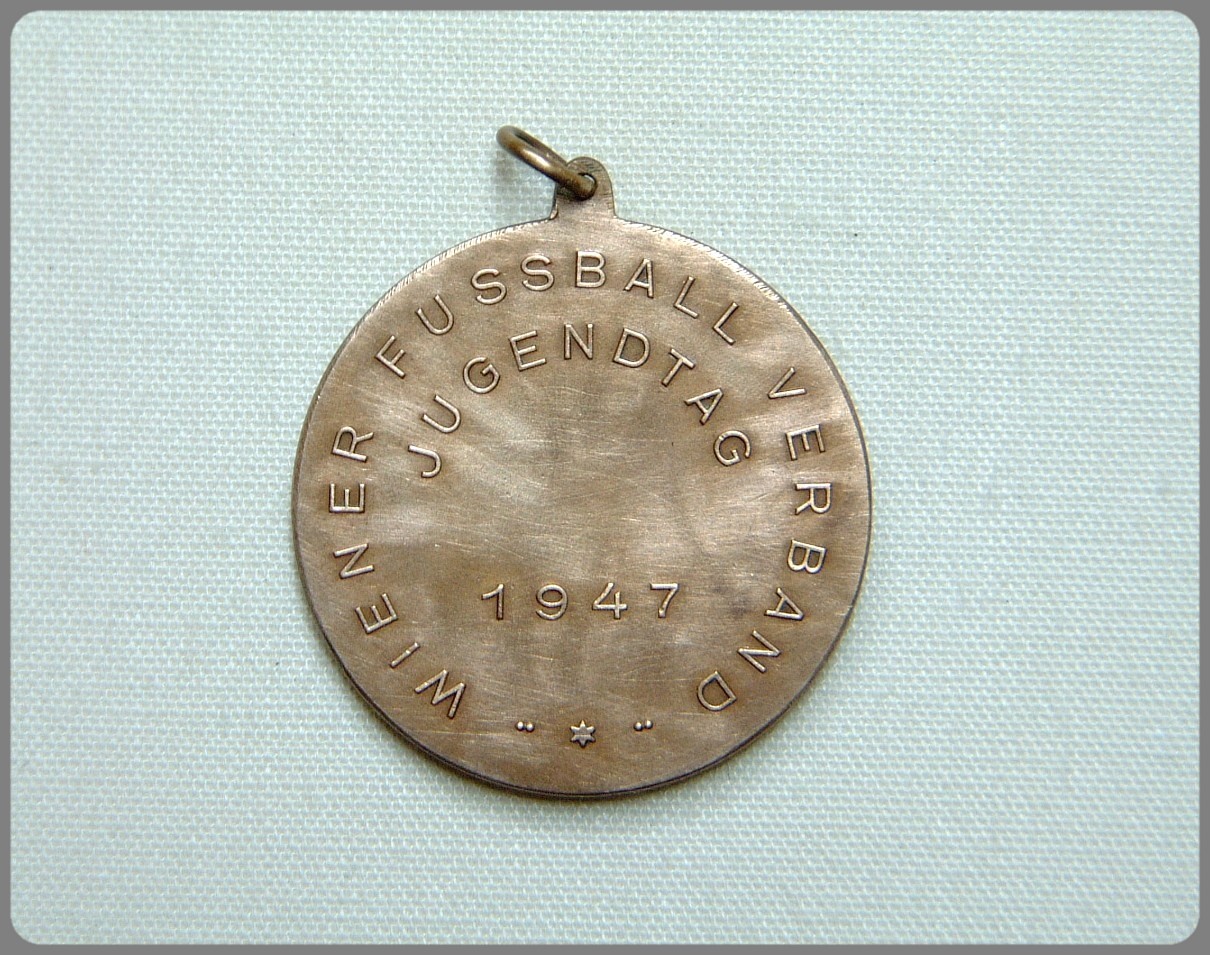 WIENER FUSSBALL VERBAND
JUGENDTAG
1947